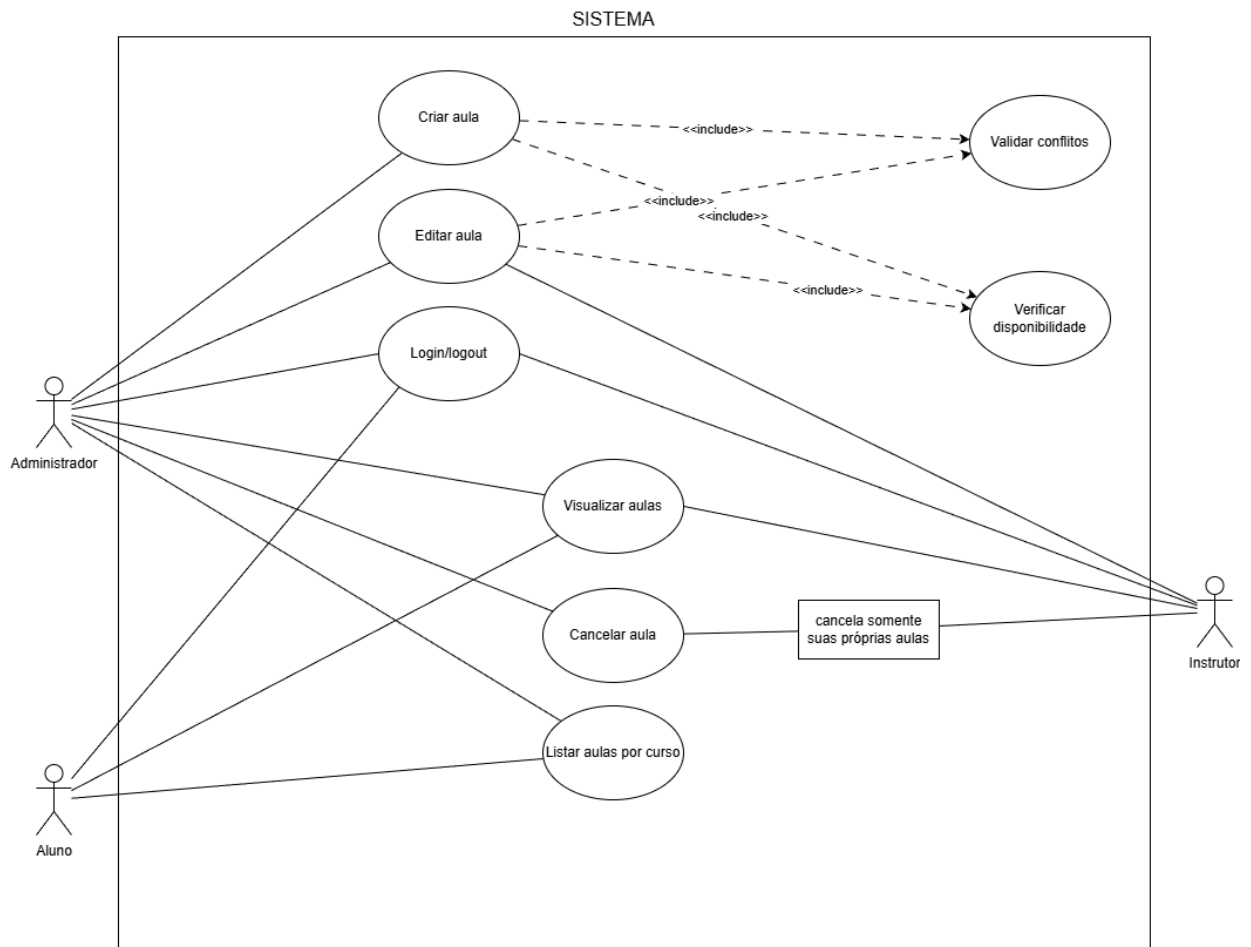 SISTEMA
Criar aula
<<include>>
Validar conflitos
<<include>>
<<include>>
Editar aula
<<include>>
Verificar
disponibilidade
Login/logout
Administrador
Visualizar aulas
cancela somente
suas próprias aulas
Cancelar aula
Instrutor
Listar aulas por curso
Aluno